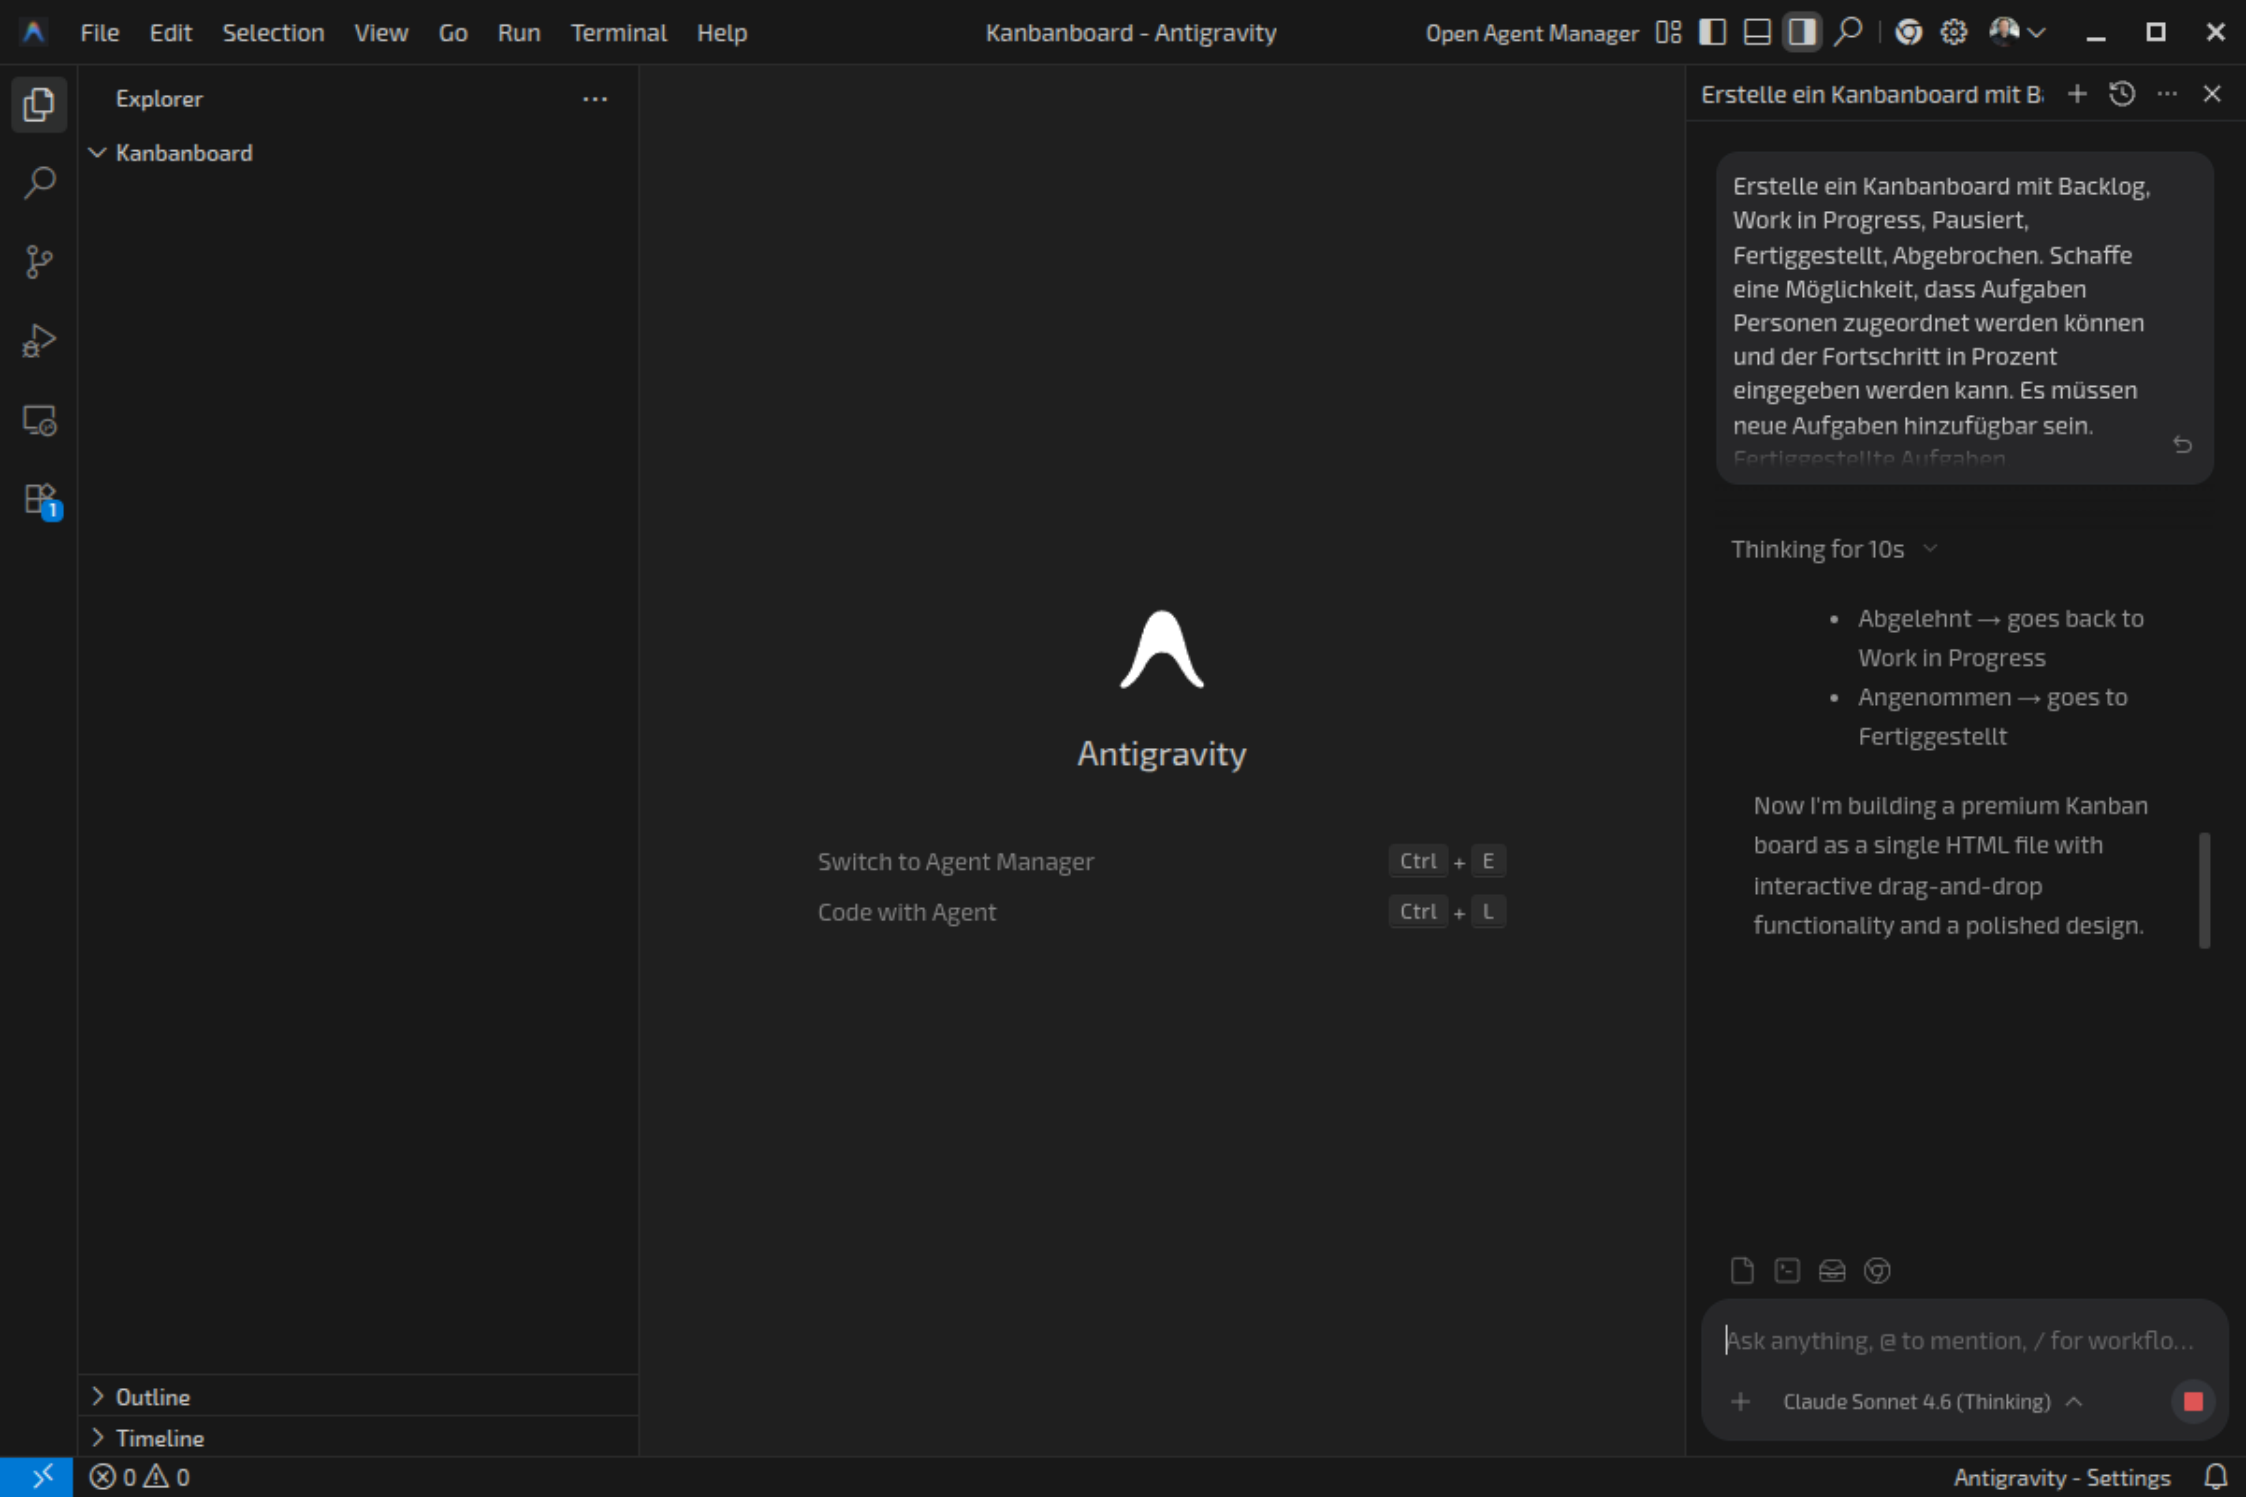 File Edit Selection View Go Run Terminal Help
Kanbanboard - Antigravity
Open Agent Manager
Explorer
Kanbanboard
1
Antigravity
Switch to Agent Manager Ctrl + E
Code with Agent Ctrl + L
Outline
Timeline
Erstelle ein Kanbanboard mit B
Erstelle ein Kanbanboard mit Backlog,
Work in Progress, Pausiert,
Fertiggestellt, Abgebrochen. Schaffe
eine Möglichkeit, dass Aufgaben
Personen zugeordnet werden können
und der Fortschritt in Prozent
eingegeben werden kann. Es müssen
neue Aufgaben hinzufügbar sein.
Fertiggestellte Aufgaben
Thinking for 10s
• Abgelehnt → goes back to
Work in Progress
• Angenommen → goes to
Fertiggestellt
Now I'm building a premium Kanban
board as a single HTML file with
interactive drag-and-drop
functionality and a polished design.
Ask anything, @ to mention, / for workflo...
Claude Sonnet 4.6 (Thinking)
0 0
Antigravity - Settings